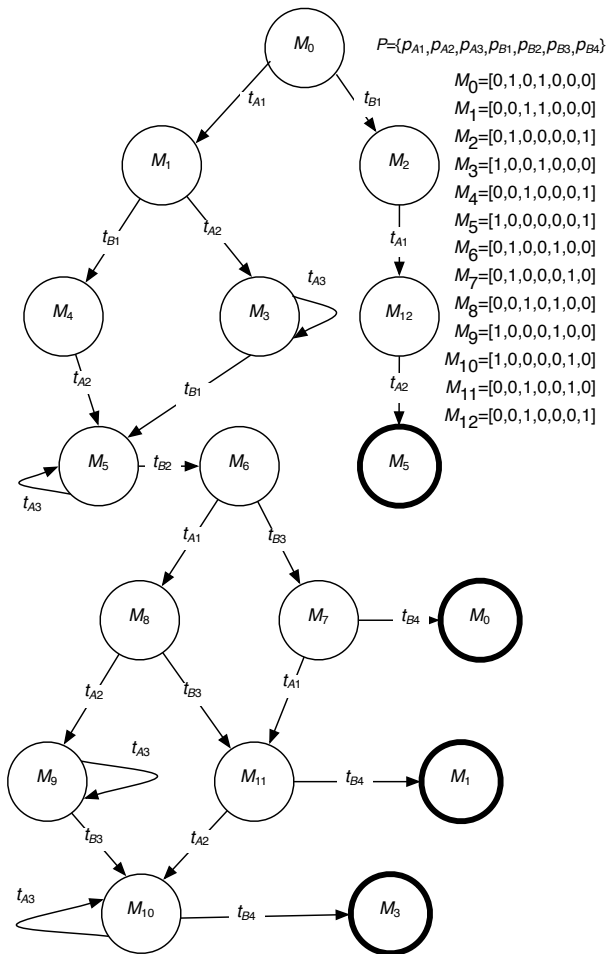 M0
P={pA1,pA2,pA3,pB1,pB2,pB3,pB4}
M0=[0,1,0,1,0,0,0]
M1=[0,0,1,1,0,0,0]
M2=[0,1,0,0,0,0,1]
M3=[1,0,0,1,0,0,0]
M4=[0,0,1,0,0,0,1]
M5=[1,0,0,0,0,0,1]
M6=[0,1,0,0,1,0,0]
M7=[0,1,0,0,0,1,0]
M8=[0,0,1,0,1,0,0]
M9=[1,0,0,0,1,0,0]
M10=[1,0,0,0,0,1,0]
M11=[0,0,1,0,0,1,0]
M12=[0,0,1,0,0,0,1]
tA1
tB1
M1
M2
tB1
tA2
tA1
M4
M3
tA3
M12
tA2
tB1
tA2
M5
tA3
tB2
M6
M5
tA1
tB3
M8
M7
tB4
M0
tA2
tB3
tA1
M9
tA3
M11
tB4
M1
tB3
tA2
tA3
M10
tB4
M3